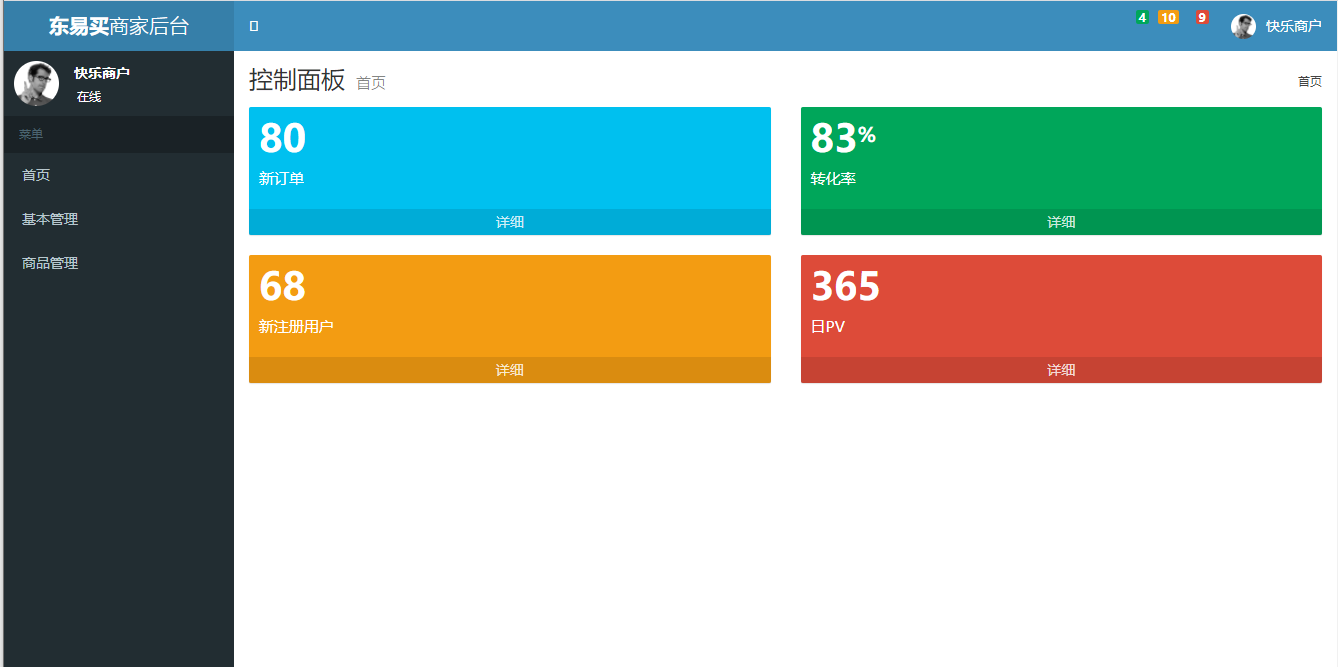 东易买商家后台
4 10 9 快乐商户
快乐商户
在线
菜单
首页
基本管理
商品管理
控制面板 首页
首页
80
新订单
详细
83%
转化率
详细
68
新注册用户
详细
365
日PV
详细